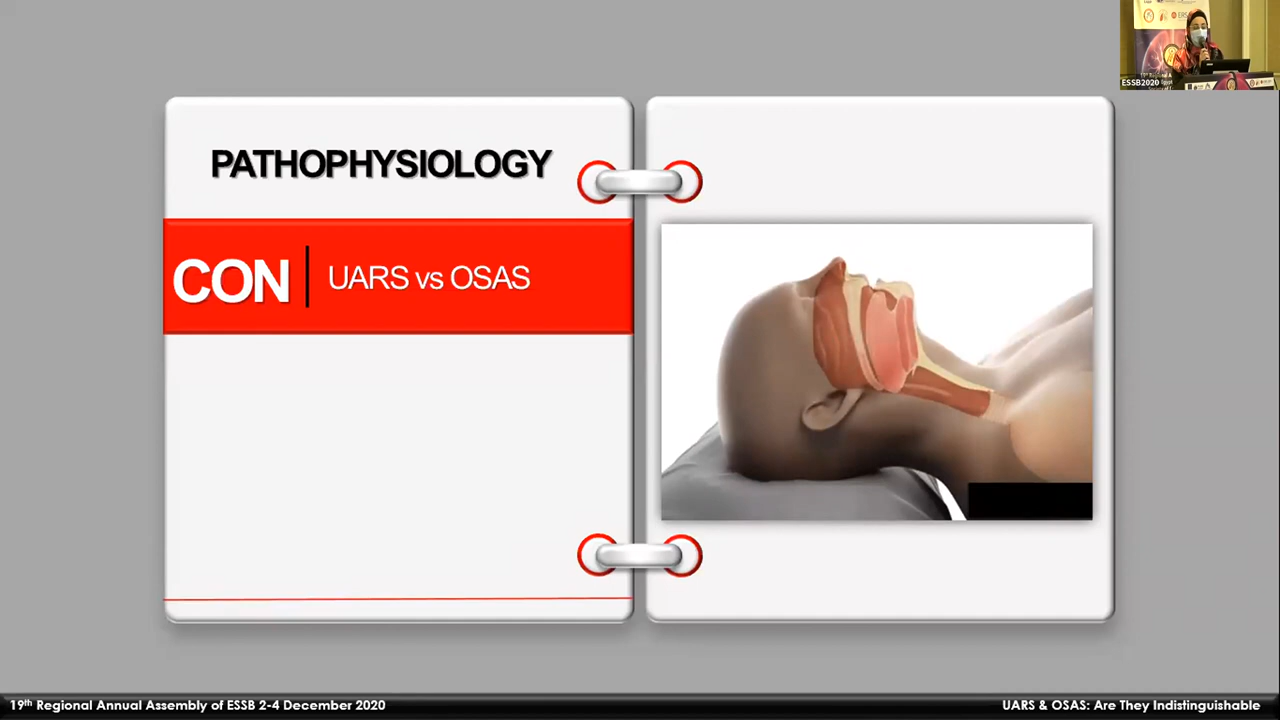 PATHOPHYSIOLOGY
CON
UARS vs OSAS
ESSB2020
19th Regional Annual Assembly of ESSB 2-4 December 2020
UARS & OSAS: Are They Indistinguishable